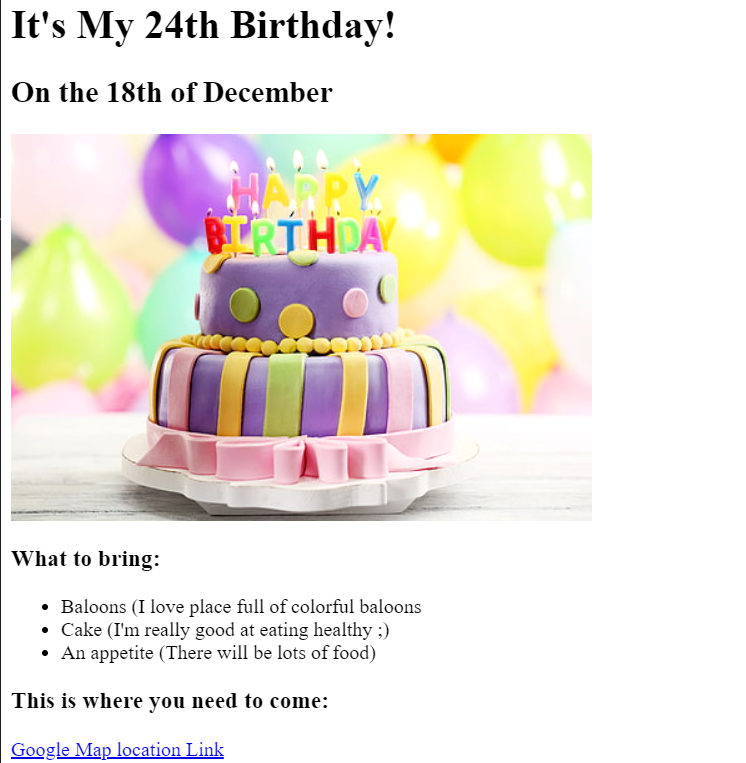 It's My 24th Birthday!
On the 18th of December
HAPPY
BIRTHDAY
What to bring:
Baloons (I love place full of colorful baloons
Cake (I'm really good at eating healthy ;)
An appetite (There will be lots of food)
This is where you need to come:
Google Map location Link